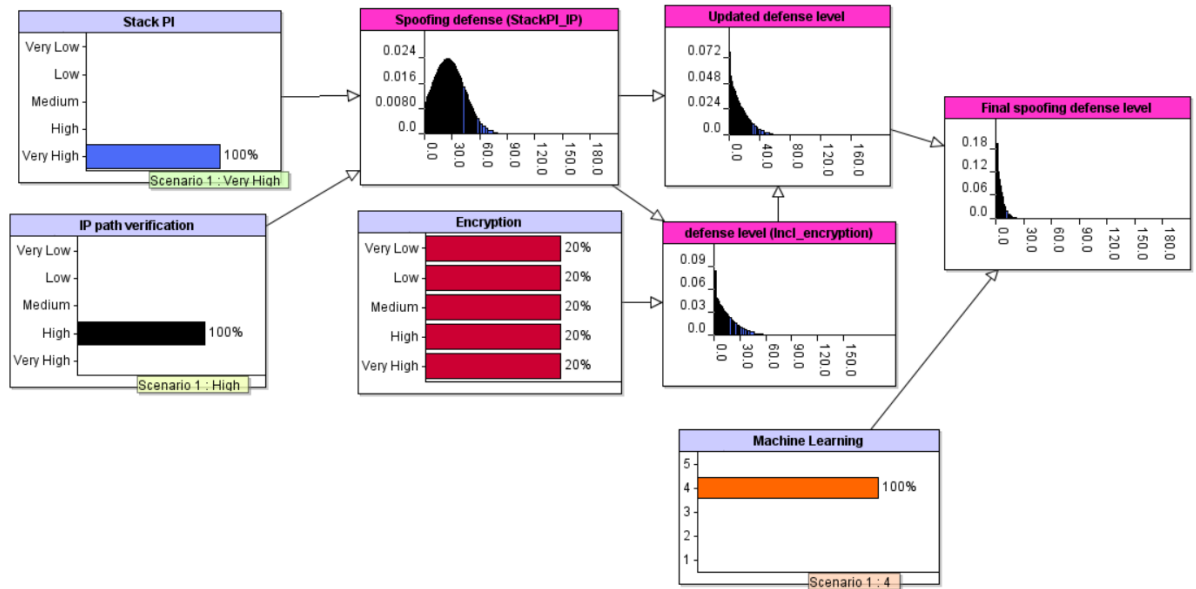 Stack PI
Very Low
Low
Medium
High
Very High
100%
Scenario 1 : Very High
IP path verification
Very Low
Low
Medium
High
100%
Very High
Scenario 1 : High
Spoofing defense (StackPI_IP)
0.024
0.016
0.0080
0.0
0.0
30.0
60.0
90.0
120.0
150.0
180.0
Encryption
Very Low
20%
Low
20%
Medium
20%
High
20%
Very High
20%
Updated defense level
0.072
0.048
0.024
0.0
0.0
40.0
80.0
120.0
160.0
defense level (Incl_encryption)
0.09
0.06
0.03
0.0
0.0
30.0
60.0
90.0
120.0
150.0
Final spoofing defense level
0.18
0.12
0.06
0.0
0.0
30.0
60.0
90.0
120.0
150.0
180.0
Machine Learning
5
4
100%
3
2
1
Scenario 1 : 4